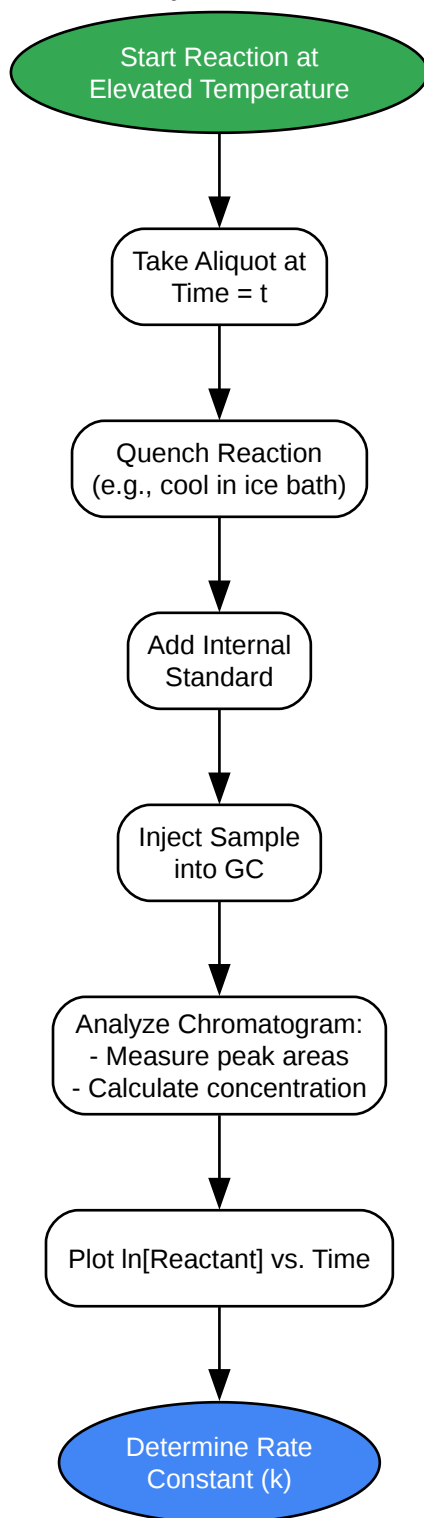 Start Reaction at
Elevated Temperature
Take Aliquot at
Time = t
Quench Reaction
(e.g., cool in ice bath)
Add Internal
Standard
Inject Sample
into GC
Analyze Chromatogram:
- Measure peak areas
- Calculate concentration
Plot ln[Reactant] vs. Time
Determine Rate
Constant (k)